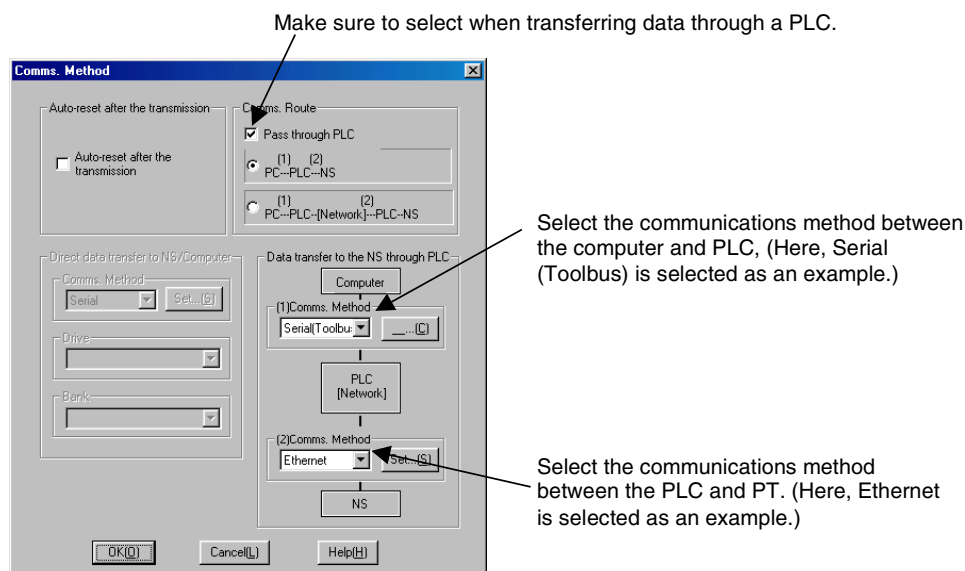 Make sure to select when transferring data through a PLC.
Comms. Method
Auto-reset after the transmission
Auto-reset after the
transmission
Comms. Route
Pass through PLC
(1) (2)
PC---PLC---NS
(1) (2)
PC---PLC--[Network]---PLC--NS
Select the communications method between
the computer and PLC, (Here, Serial
(Toolbus) is selected as an example.)
Direct data transfer to NS/Computer
Comms. Method
Serial
Set...(S)
Drive
Bank
Data transfer to the NS through PLC
Computer
(1)Comms. Method
Serial(Toolbu
__...(C)
PLC
[Network]
(2)Comms. Method
Ethernet
Set...(S)
NS
Select the communications method
between the PLC and PT. (Here, Ethernet
is selected as an example.)
OK(O)
Cancel(L)
Help(H)